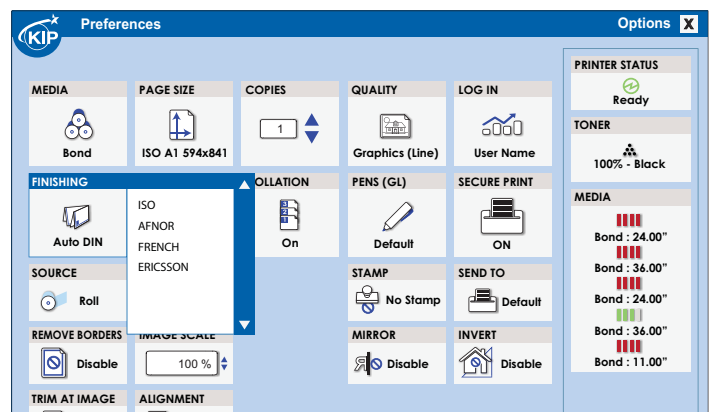 KIP
Preferences
Options X
MEDIA
Bond
PAGE SIZE
ISO A1 594x841
COPIES
1
QUALITY
Graphics (Line)
LOG IN
User Name
FINISHING
Auto DIN
ISO
AFNOR
FRENCH
ERICSSON
OLLATION
On
PENS (GL)
Default
SECURE PRINT
ON
SOURCE
Roll
STAMP
No Stamp
SEND TO
Default
REMOVE BORDERS
Disable
IMAGE SCALE
100 %
MIRROR
Disable
INVERT
Disable
TRIM AT IMAGE
ALIGNMENT
PRINTER STATUS
Ready
TONER
100% - Black
MEDIA
Bond : 24.00"
Bond : 36.00"
Bond : 24.00"
Bond : 36.00"
Bond : 11.00"